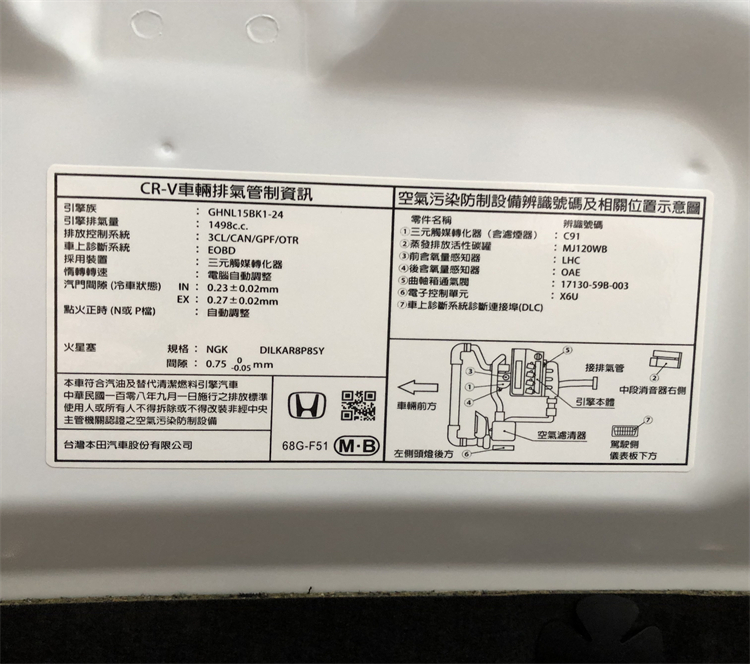 CR-V車輛排氣管制資訊
引擎族 : GHNL15BK1-24
引擎排氣量 : 1498c.c.
排放控制系統 : 3CL/CAN/GPF/OTR
車上診斷系統 : EOBD
採用裝置 : 三元觸媒轉化器
惰轉轉速 : 電腦自動調整
汽門間隙 (冷車狀態) IN : 0.23±0.02mm
EX : 0.27±0.02mm
點火正時 (N或 P檔) : 自動調整
火星塞 規格 : NGK DILKAR8P8SY
間隙 : 0.75 0 -0.05 mm
本車符合汽油及替代清潔燃料引擎汽車
中華民國一百零八年九月一日施行之排放標準
使用人或所有人不得拆除或不得改裝非經中央
主管機關認證之空氣污染防制設備
台灣本田汽車股份有限公司
68G-F51
M·B
空氣污染防制設備辨識號碼及相關位置示意圖
零件名稱 辨識號碼
①三元觸媒轉化器 (含濾煙器) : C91
②蒸發排放活性碳罐 : MJ120WB
③前含氧量感知器 : LHC
④後含氧量感知器 : OAE
⑤曲軸箱通氣閥 : 17130-59B-003
⑥電子控制單元 : X6U
⑦車上診斷系統診斷連接埠(DLC)
車輛前方
③
①
④
⑤
接排氣管
引擎本體
空氣濾清器
左側頭燈後方 ⑥
②
中段消音器右側
⑦
駕駛側
儀表板下方